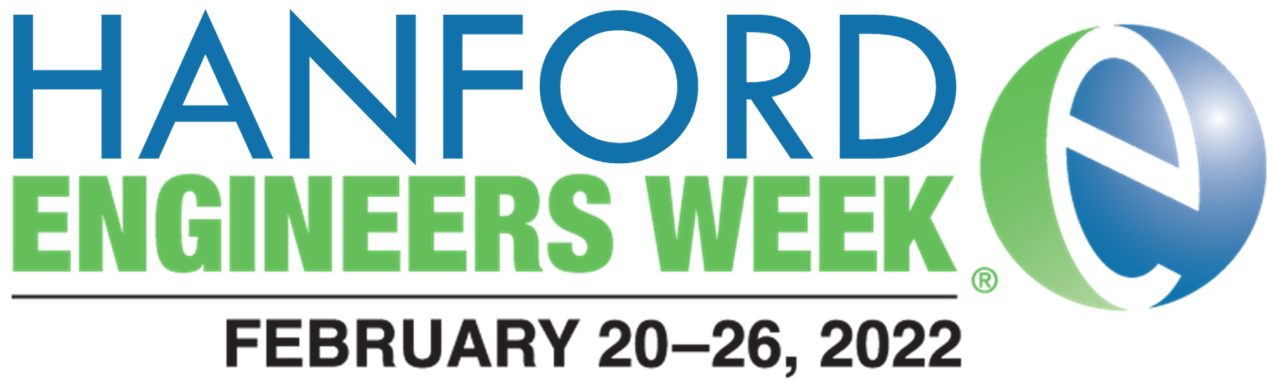 HANFORD
ENGINEERS WEEK®
FEBRUARY 20–26, 2022
e